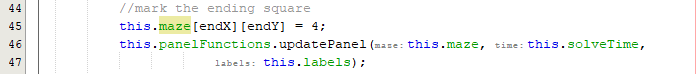 44 //mark the ending square
45 this.maze[endX][endY] = 4;
46 this.panelFunctions.updatePanel(maze: this.maze, time: this.solveTime,
47 labels: this.labels);